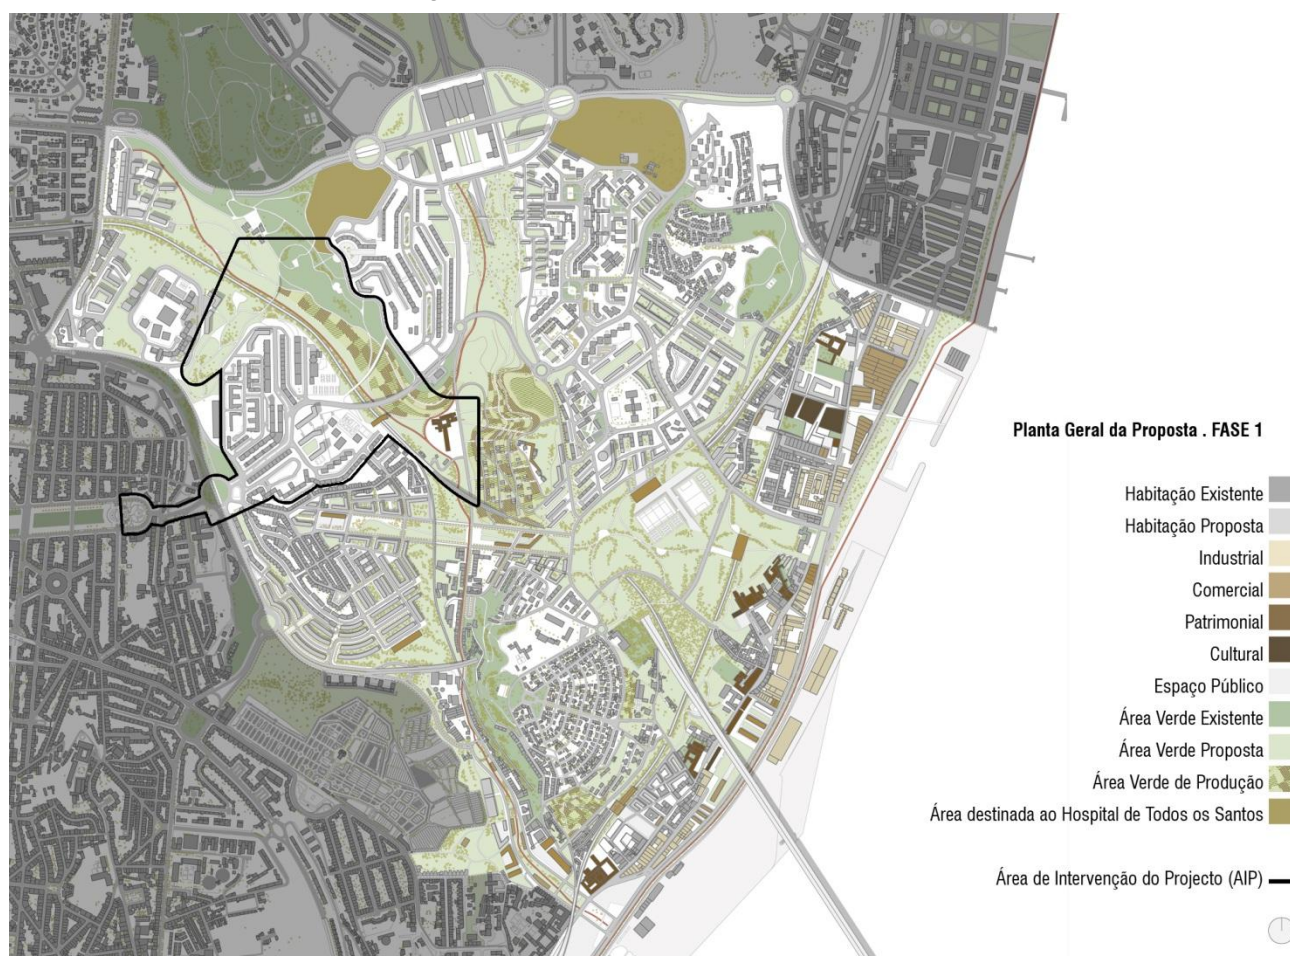 Planta Geral da Proposta . FASE 1
Habitação Existente
Habitação Proposta
Industrial
Comercial
Patrimonial
Cultural
Espaço Público
Área Verde Existente
Área Verde Proposta
Área Verde de Produção
Área destinada ao Hospital de Todos os Santos
Área de Intervenção do Projecto (AIP)